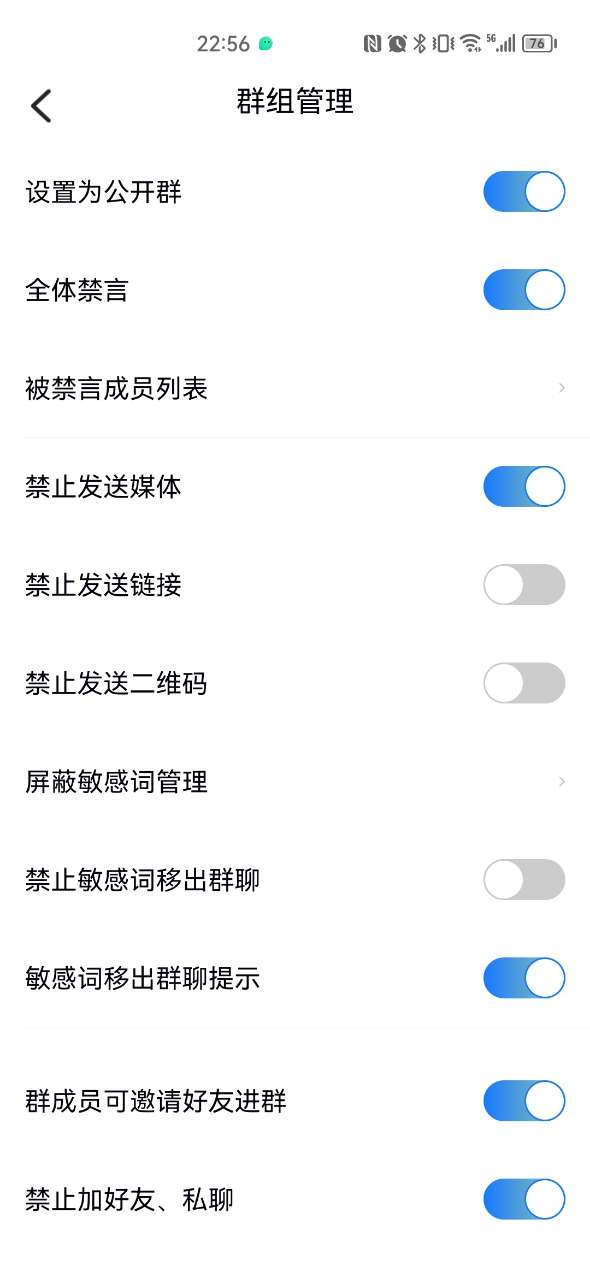 22:56
5G
76
群组管理
设置为公开群
全体禁言
被禁言成员列表
禁止发送媒体
禁止发送链接
禁止发送二维码
屏蔽敏感词管理
禁止敏感词移出群聊
敏感词移出群聊提示
群成员可邀请好友进群
禁止加好友、私聊